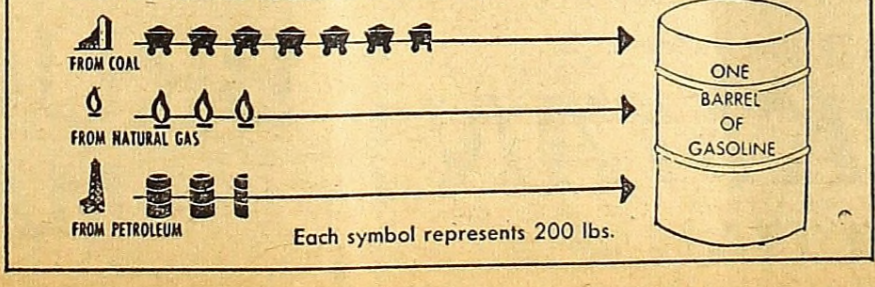 FROM COAL
FROM NATURAL GAS
FROM PETROLEUM
Each symbol represents 200 lbs.
ONE
BARREL
OF
GASOLINE